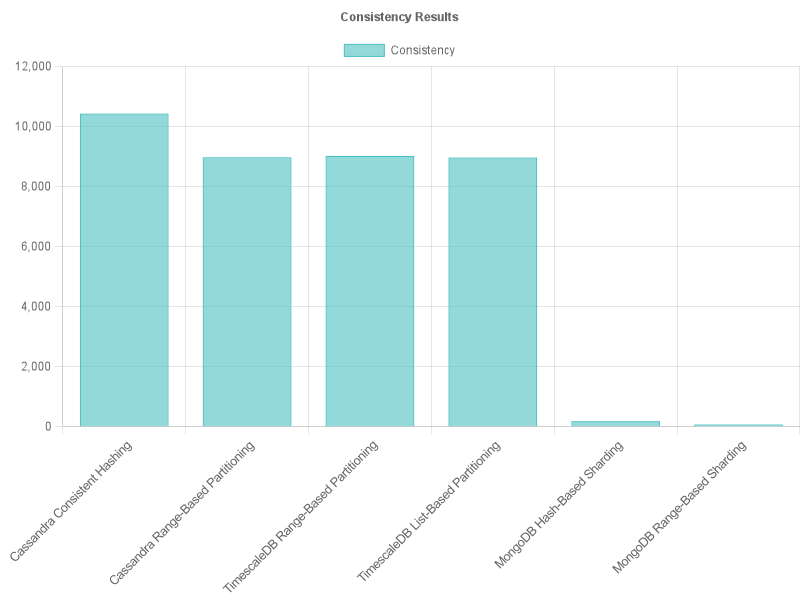 Consistency Results
Consistency
12,000
10,000
8,000
6,000
4,000
2,000
0
Cassandra Consistent Hashing
Cassandra Range-Based Partitioning
TimescaleDB Range-Based Partitioning
TimescaleDB List-Based Partitioning
MongoDB Hash-Based Sharding
MongoDB Range-Based Sharding